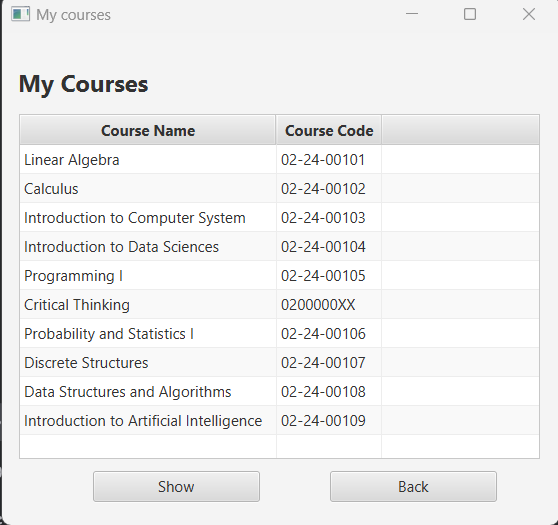 My courses
My Courses
Course Name Course Code
Linear Algebra 02-24-00101
Calculus 02-24-00102
Introduction to Computer System 02-24-00103
Introduction to Data Sciences 02-24-00104
Programming I 02-24-00105
Critical Thinking 0200000XX
Probability and Statistics I 02-24-00106
Discrete Structures 02-24-00107
Data Structures and Algorithms 02-24-00108
Introduction to Artificial Intelligence 02-24-00109
Show Back